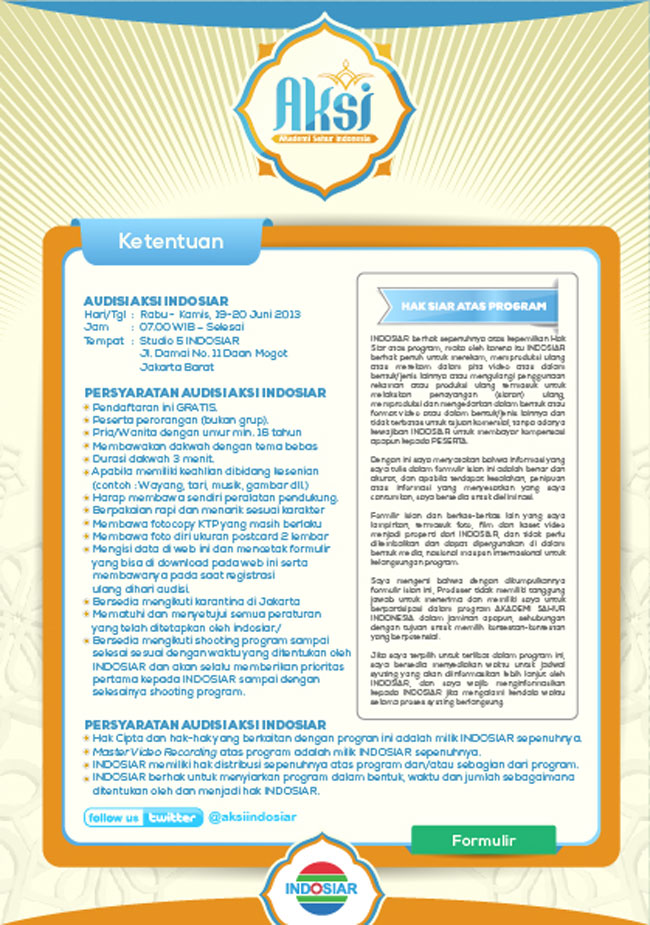 Aksi
Akademi Sahur Indonesia
Ketentuan
AUDISI AKSI INDOSIAR
Hari/Tgl : Rabu - Kamis, 19-20 Juni 2013
Jam : 07.00 WIB - Selesai
Tempat : Studio 5 INDOSIAR
Jl. Damai No. 11 Daan Mogot
Jakarta Barat
PERSYARATAN AUDISI AKSI INDOSIAR
Pendaftaran ini GRATIS.
Peserta perorangan (bukan grup).
Pria/Wanita dengan umur min. 16 tahun
Membawakan dakwah dengan tema bebas
Durasi dakwah 3 menit.
Apabila memiliki keahlian dibidang kesenian
(contoh : Wayang, tari, musik, gambar dll.)
Harap membawa sendiri peralatan pendukung.
Berpakaian rapi dan menarik sesuai karakter
Membawa fotocopy KTP yang masih berlaku
Membawa foto diri ukuran postcard 2 lembar
Mengisi data di web ini dan mencetak formulir
yang bisa di download pada web ini serta
membawanya pada saat registrasi
ulang dihari audisi.
Bersedia mengikuti karantina di Jakarta
Mematuhi dan menyetujui semua peraturan
yang telah ditetapkan oleh indosiar./
Bersedia mengikuti shooting program sampai
selesai sesuai dengan waktu yang ditentukan oleh
INDOSIAR dan akan selalu memberikan prioritas
pertama kepada INDOSIAR sampai dengan
selesainya shooting program.
HAK SIAR ATAS PROGRAM
INDOSIAR berhak sepenuhnya atas kepemilikan Hak
Siar atas program, maka oleh karena itu INDOSIAR
berhak penuh untuk merekam, memproduksi ulang
atas merekam dalam pita video atau dalam
bentuk/jenis lainnya atau mengulangi penggunaan
rekaman atau produksi ulang termasuk untuk
melakukan penayangan (siaran) ulang,
memproduksi dan mengedarkan dalam bentuk atau
format video atau dalam bentuk/jenis lainnya dan
tidak terbatas untuk tujuan komersial, tanpa adanya
kewajiban INDOSIAR untuk membayar kompensasi
apapun kepada PESERTA.
Dengan ini saya menyatakan bahwa informasi yang
saya tulis dalam formulir isian ini adalah benar dan
akurat, dan apabila terdapat kesalahan, penipuan
atas informasi yang menyesatkan yang saya
cantumkan, saya bersedia untuk dieliminasi.
Formulir isian dan berkas-berkas lain yang saya
lampirkan, termasuk foto, film dan kaset video
menjadi properti dari INDOSIAR, dan tidak perlu
dikembalikan dan dapat dipergunakan di dalam
bentuk media, nasional maupun internasional untuk
kelangsungan program.
Saya mengerti bahwa dengan dikumpulkannya
formulir isian ini, Produser tidak memiliki tanggung
jawab untuk menerima dan memiliki saya untuk
berpartisipasi dalam program AKADEMI SAHUR
INDONESIA dalam jaminan apapun, sehubungan
dengan tujuan untuk memilih kontestan-kontestan
yang berpotensial.
Jika saya terpilih untuk terlibat dalam program ini,
saya bersedia menyediakan waktu untuk jadwal
syuting yang akan diinformasikan lebih lanjut oleh
INDOSIAR, dan saya wajib menginformasikan
kepada INDOSIAR jika mengalami kendala waktu
selama proses syuting berlangsung.
PERSYARATAN AUDISI AKSI INDOSIAR
Hak Cipta dan hak-hak yang berkaitan dengan progran ini adalah milik INDOSIAR sepenuhnya.
Master Video Recording atas program adalah milik INDOSIAR sepenuhnya.
INDOSIAR memiliki hak distribusi sepenuhnya atas program dan/atau sebagian dari program.
INDOSIAR berhak untuk menyiarkan program dalam bentuk, waktu dan jumlah sebagaimana
ditentukan oleh dan menjadi hak INDOSIAR.
follow us twitter @aksiindosiar
Formulir
INDOSIAR